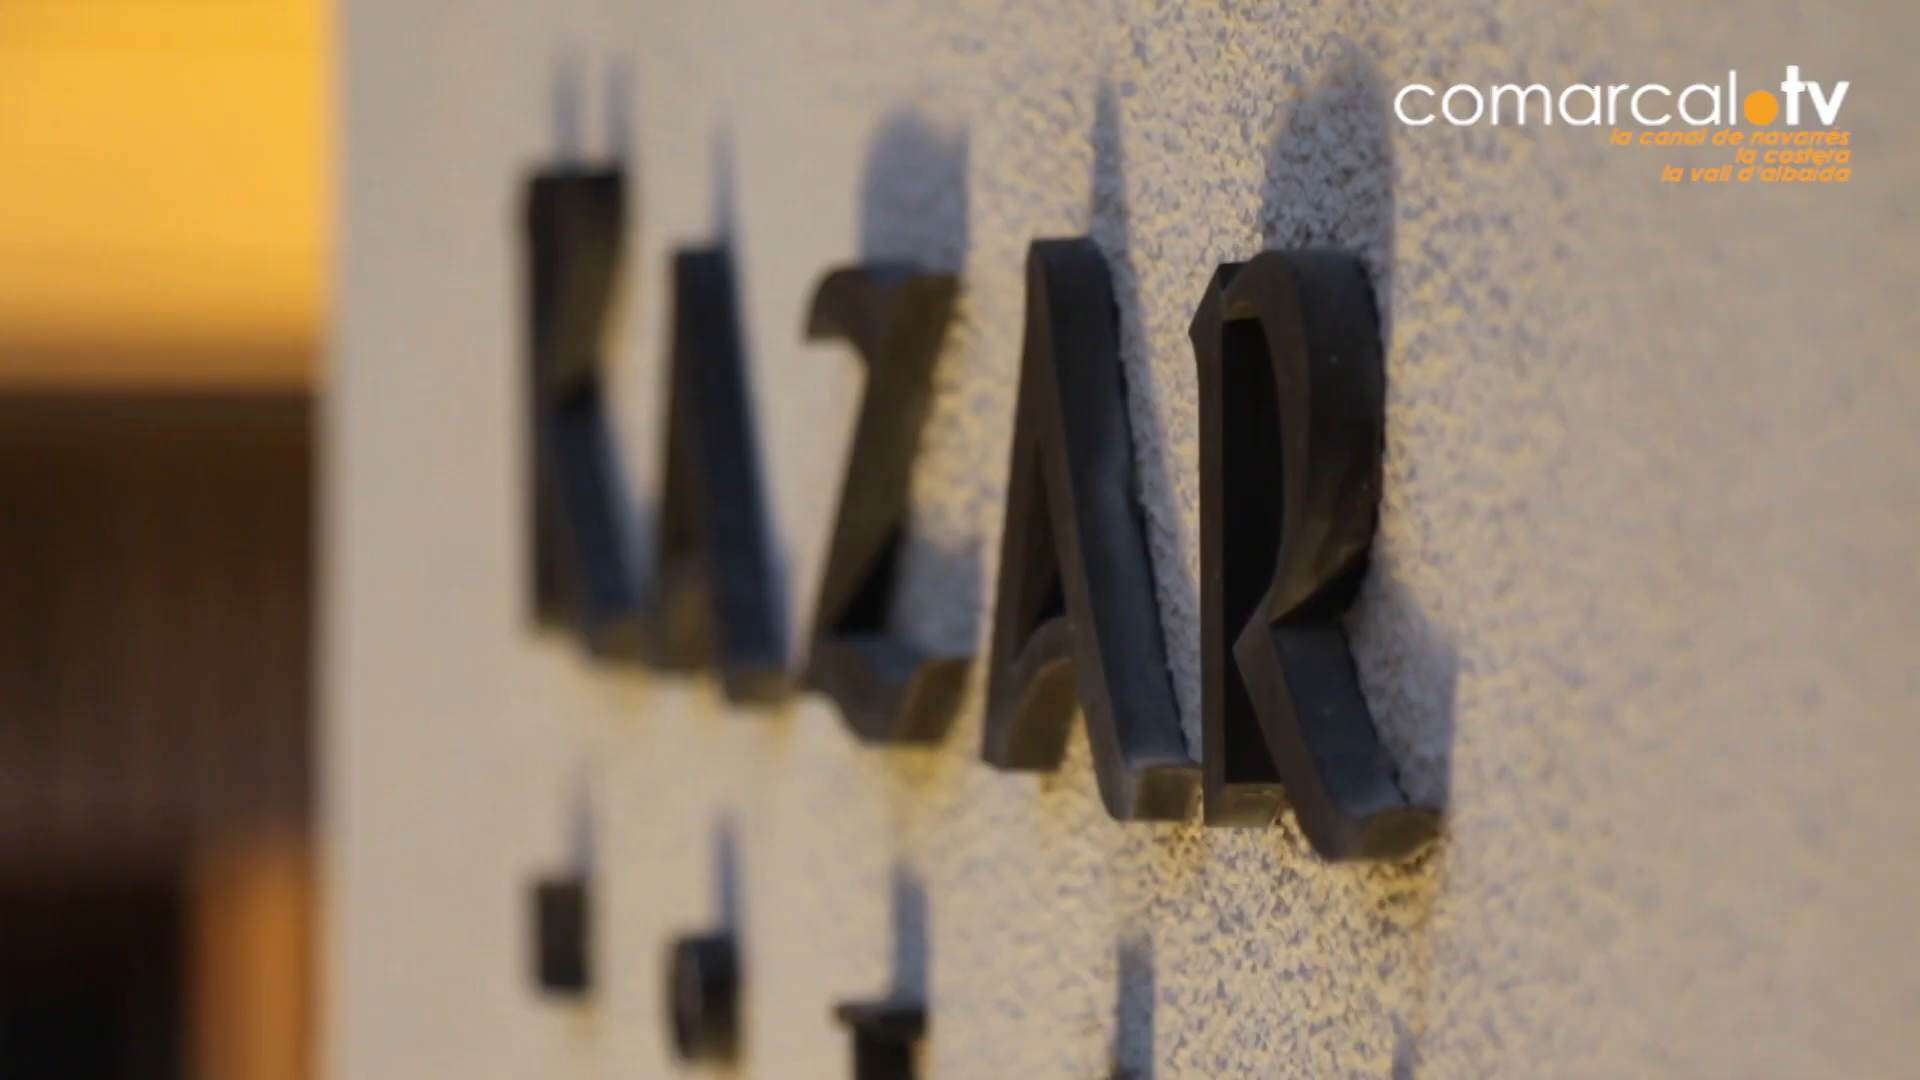 comarcal.tv
la canal de navarrés
la costera
la vall d'albaida
KAZAR